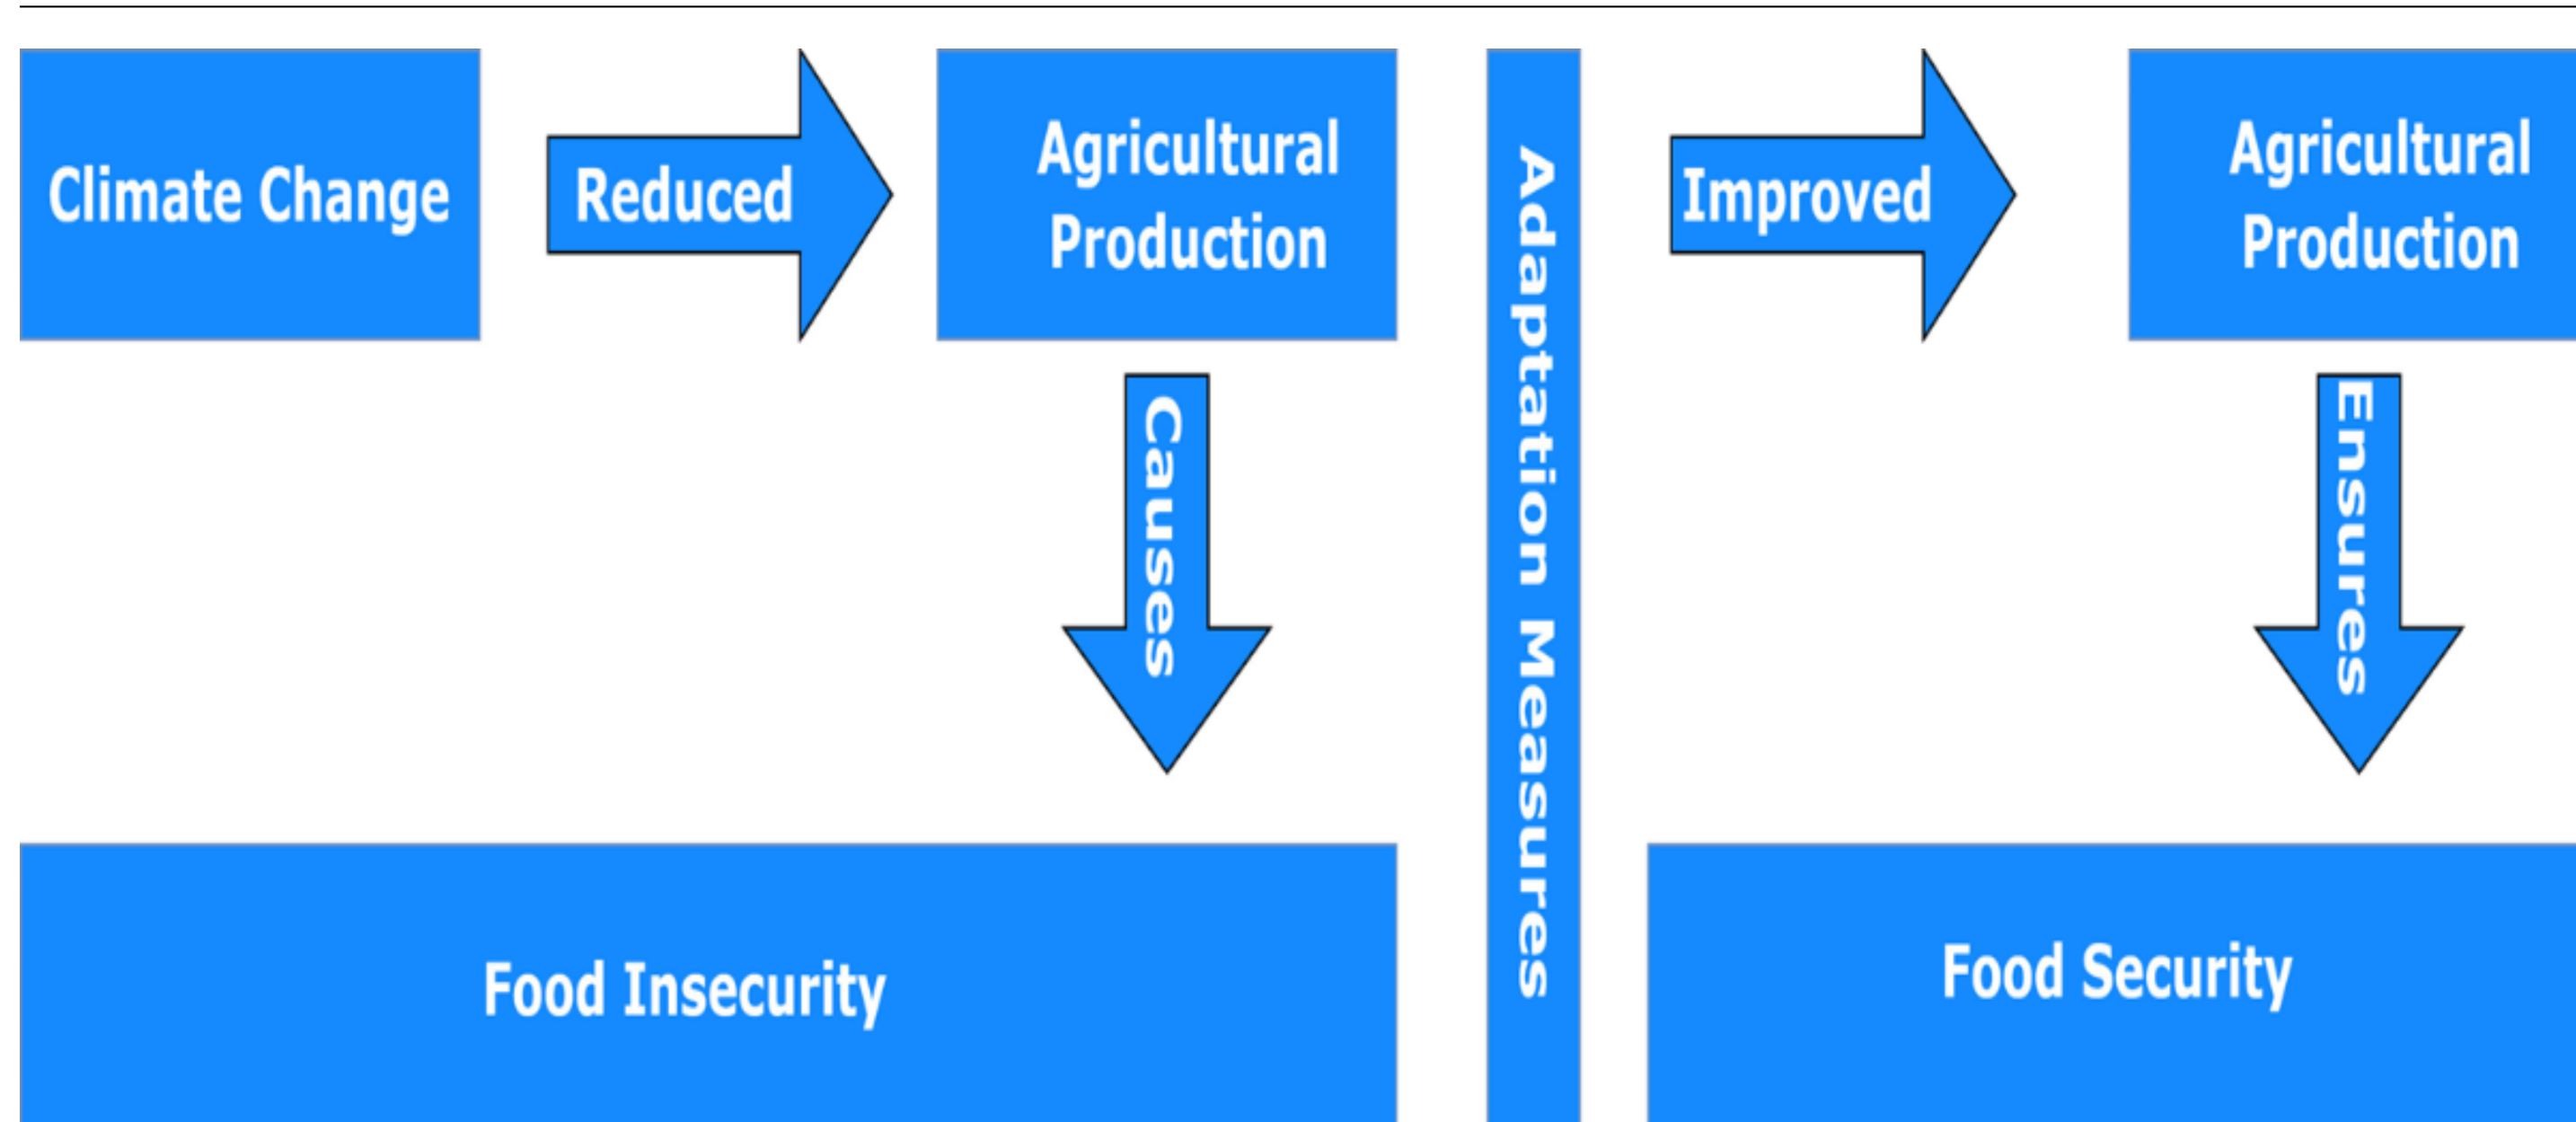 Climate Change
Reduced
Agricultural
Production
Causes
Food Insecurity
Adaptation Measures
Improved
Agricultural
Production
Ensures
Food Security